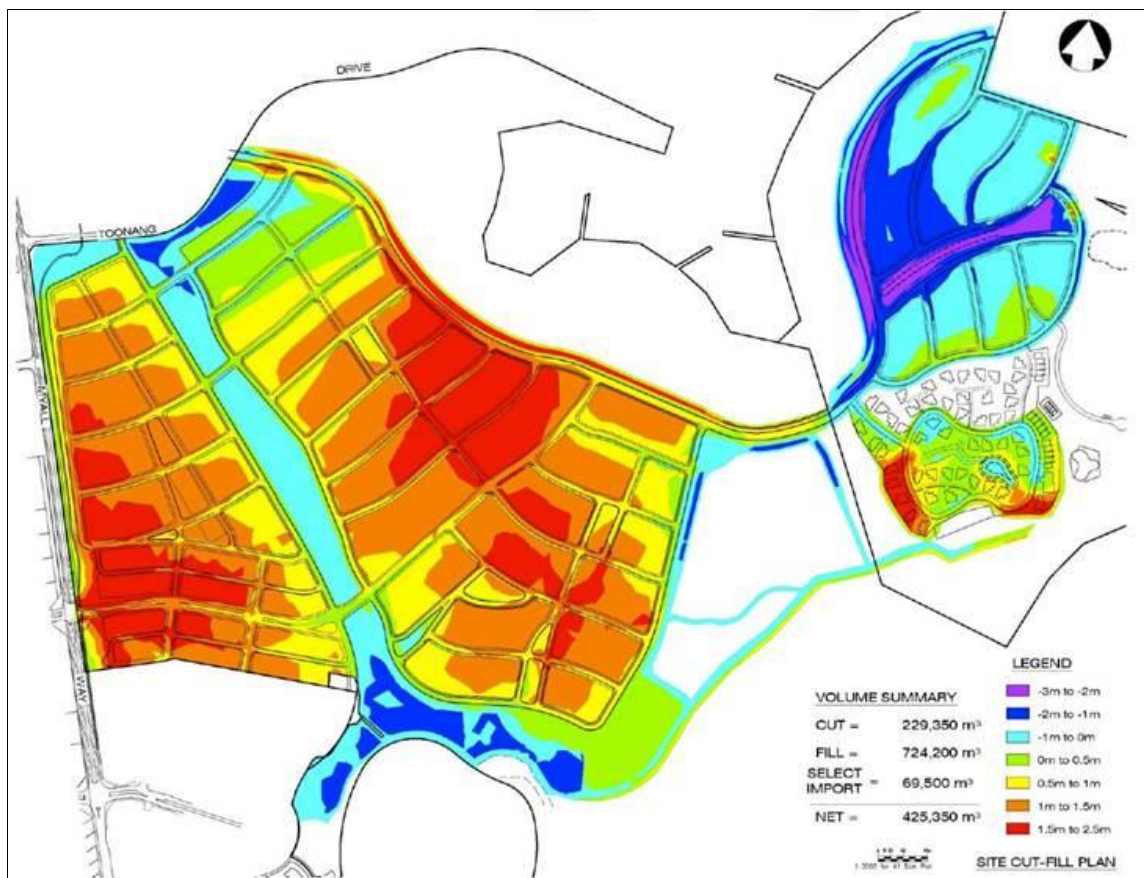 DRIVE
TOONANG
MYALL
WAY
LEGEND
-3m to -2m
-2m to -1m
-1m to 0m
0m to 0.5m
0.5m to 1m
1m to 1.5m
1.5m to 2.5m
VOLUME SUMMARY
CUT = 229,350 m³
FILL = 724,200 m³
SELECT IMPORT = 69,500 m³
NET = 425,350 m³
SITE CUT-FILL PLAN